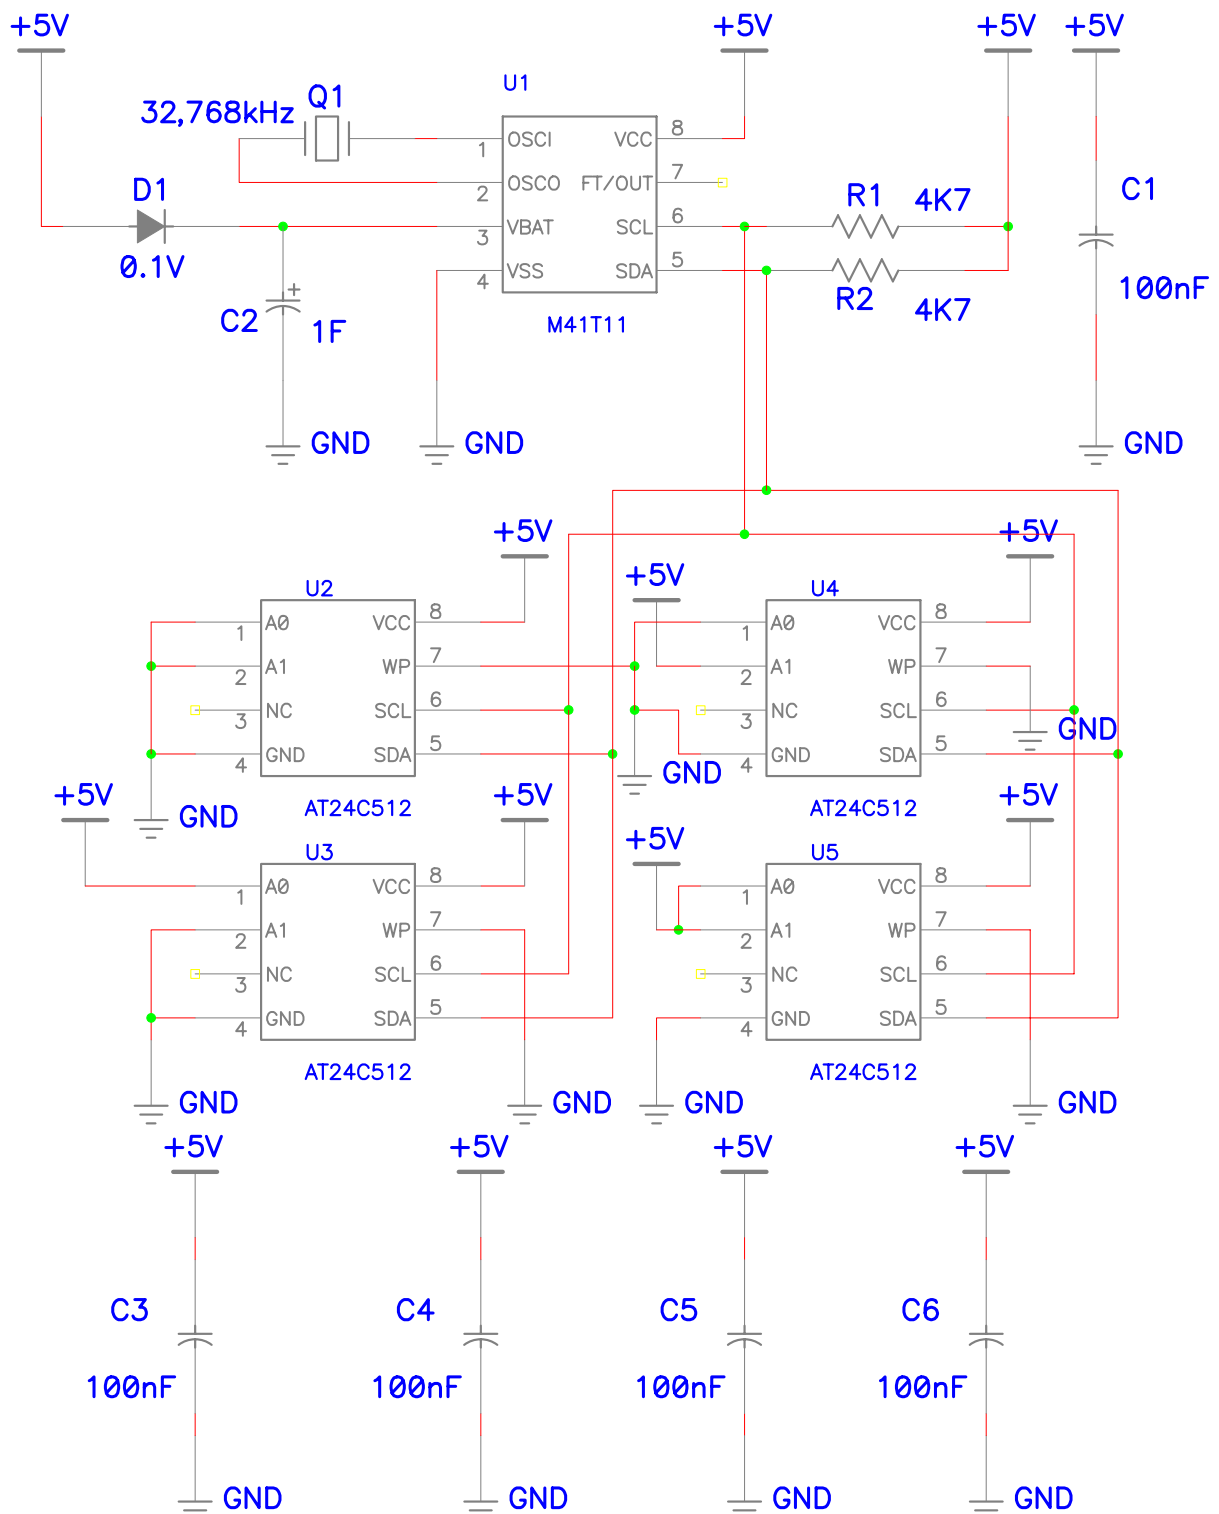 +5V
+5V
+5V
+5V
U1
Q1
32,768kHz
OSCI
VCC
8
1
OSCO
FT/OUT
7
2
D1
R1
4K7
C1
VBAT
SCL
6
3
0.1V
VSS
SDA
5
4
R2
4K7
100nF
C2
1F
M41T11
GND
GND
GND
+5V
+5V
+5V
U2
U4
A0
VCC
8
1
A1
WP
7
2
NC
SCL
6
3
GND
SDA
5
4
A0
VCC
8
1
A1
WP
7
2
NC
SCL
6
3
GND
SDA
5
4
GND
GND
GND
AT24C512
AT24C512
+5V
+5V
+5V
+5V
U3
U5
A0
VCC
8
1
A1
WP
7
2
NC
SCL
6
3
GND
SDA
5
4
A0
VCC
8
1
A1
WP
7
2
NC
SCL
6
3
GND
SDA
5
4
AT24C512
AT24C512
GND
GND
GND
GND
+5V
+5V
+5V
+5V
C3
C4
C5
C6
100nF
100nF
100nF
100nF
GND
GND
GND
GND